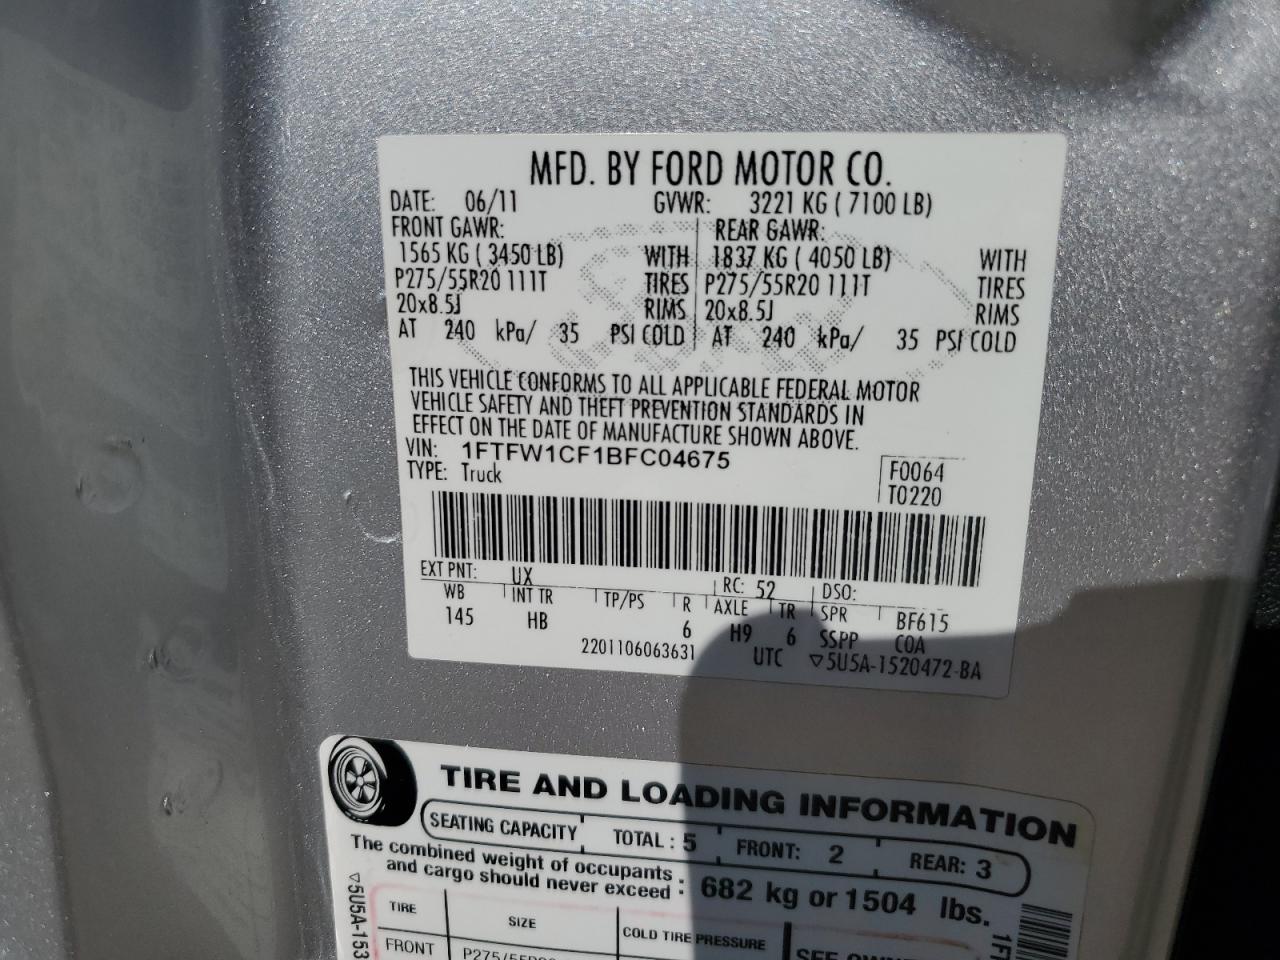 MFD. BY FORD MOTOR CO.
DATE: 06/11 GVWR: 3221 KG ( 7100 LB)
FRONT GAWR: REAR GAWR:
1565 KG ( 3450 LB) WITH 1837 KG ( 4050 LB) WITH
P275/55R20 111T TIRES P275/55R20 111T TIRES
20x8.5J RIMS 20x8.5J RIMS
AT 240 kPa/ 35 PSI COLD AT 240 kPa/ 35 PSI COLD
THIS VEHICLE CONFORMS TO ALL APPLICABLE FEDERAL MOTOR
VEHICLE SAFETY AND THEFT PREVENTION STANDARDS IN
EFFECT ON THE DATE OF MANUFACTURE SHOWN ABOVE.
VIN: 1FTFW1CF1BFC04675
TYPE: Truck
F0064
T0220
EXT PNT: UX RC: 52 DSO:
WB INT TR TP/PS R AXLE TR SPR BF615
145 HB 6 H9 6 SSPP COA
2201106063631 UTC ▽5U5A-1520472-BA
TIRE AND LOADING INFORMATION
SEATING CAPACITY TOTAL : 5 FRONT: 2 REAR: 3
The combined weight of occupants
and cargo should never exceed : 682 kg or 1504 lbs.
TIRE SIZE COLD TIRE PRESSURE
FRONT P275/55R20
▽5U5A-153